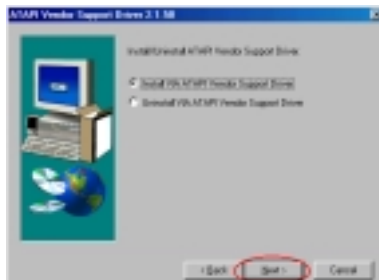 ATAPI Vendor Support Driver 2.1.50
Install/Uninstall ATAPI Vendor Support Driver.
Install VIA ATAPI Vendor Support Driver
Uninstall VIA ATAPI Vendor Support Driver
< Back Next > Cancel